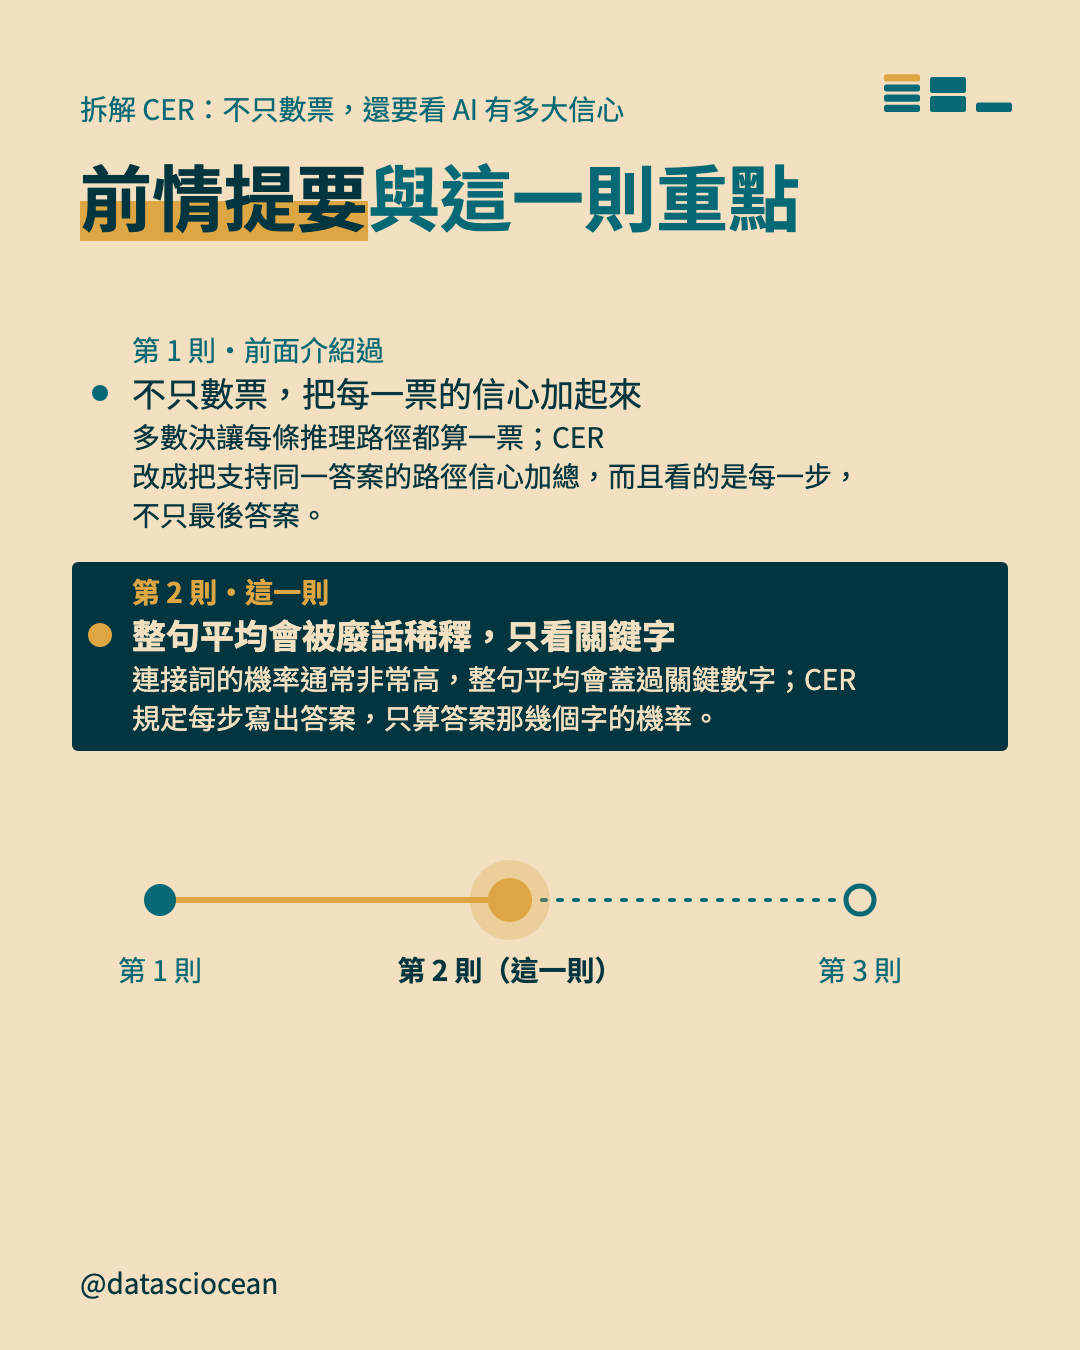 拆解 CER：不只數票，還要看 AI 有多大信心
前情提要與這一則重點
第 1 則・前面介紹過
不只數票，把每一票的信心加起來
多數決讓每條推理路徑都算一票；CER
改成把支持同一答案的路徑信心加總，而且看的是每一步，
不只最後答案。
第 2 則・這一則
整句平均會被廢話稀釋，只看關鍵字
連接詞的機率通常非常高，整句平均會蓋過關鍵數字；CER
規定每步寫出答案，只算答案那幾個字的機率。
第 1 則
第 2 則（這一則）
第 3 則
@datasciocean